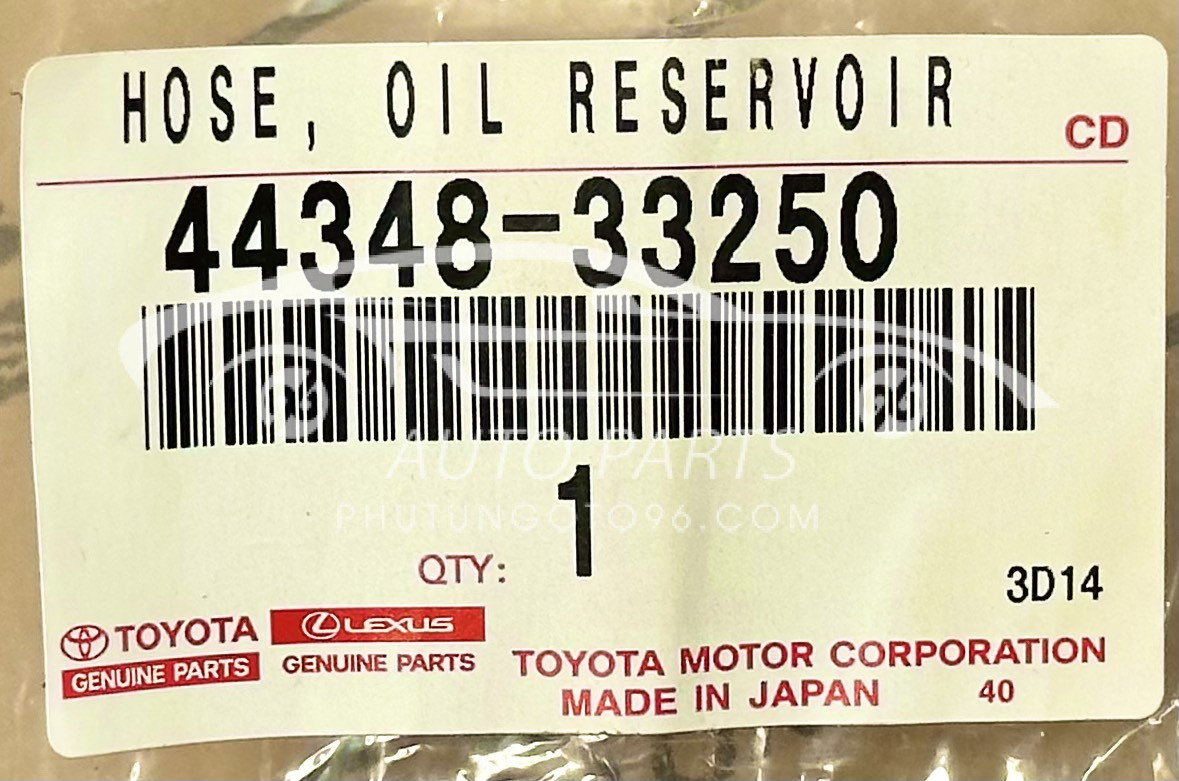 HOSE, OIL RESERVOIR
CD
44348-33250
AUTO PARTS
PHUTUNGOTO96.COM
QTY: 1
3D14
TOYOTA
GENUINE PARTS
LEXUS
GENUINE PARTS
TOYOTA MOTOR CORPORATION
MADE IN JAPAN 40